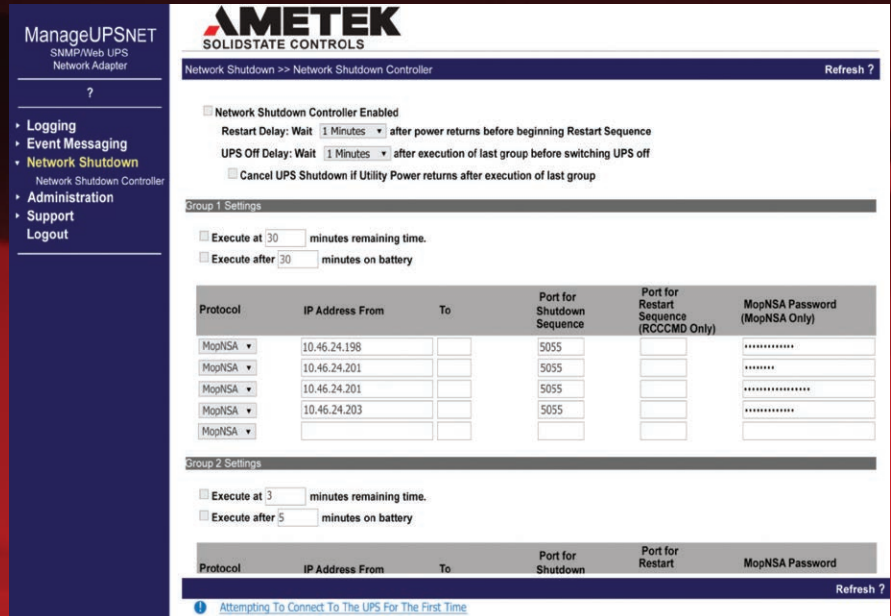 ManageUPSNET
SNMP/Web UPS
Network Adapter
?
Logging
Event Messaging
Network Shutdown
Network Shutdown Controller
Administration
Support
Logout
AMETEK
SOLIDSTATE CONTROLS
Network Shutdown >> Network Shutdown Controller Refresh ?
Network Shutdown Controller Enabled
Restart Delay: Wait 1 Minutes after power returns before beginning Restart Sequence
UPS Off Delay: Wait 1 Minutes after execution of last group before switching UPS off
Cancel UPS Shutdown if Utility Power returns after execution of last group
Group 1 Settings
Execute at 30 minutes remaining time.
Execute after 30 minutes on battery
Protocol IP Address From To Port for Shutdown Sequence Port for Restart Sequence (RCCCMD Only) MopNSA Password (MopNSA Only)
MopNSA 10.46.24.198 5055 •••••••••••••
MopNSA 10.46.24.201 5055 ••••••••
MopNSA 10.46.24.201 5055 •••••••••••••••••
MopNSA 10.46.24.203 5055 •••••••••••••
MopNSA
Group 2 Settings
Execute at 3 minutes remaining time.
Execute after 5 minutes on battery
Protocol IP Address From To Port for Shutdown Port for Restart MopNSA Password
Refresh ?
Attempting To Connect To The UPS For The First Time